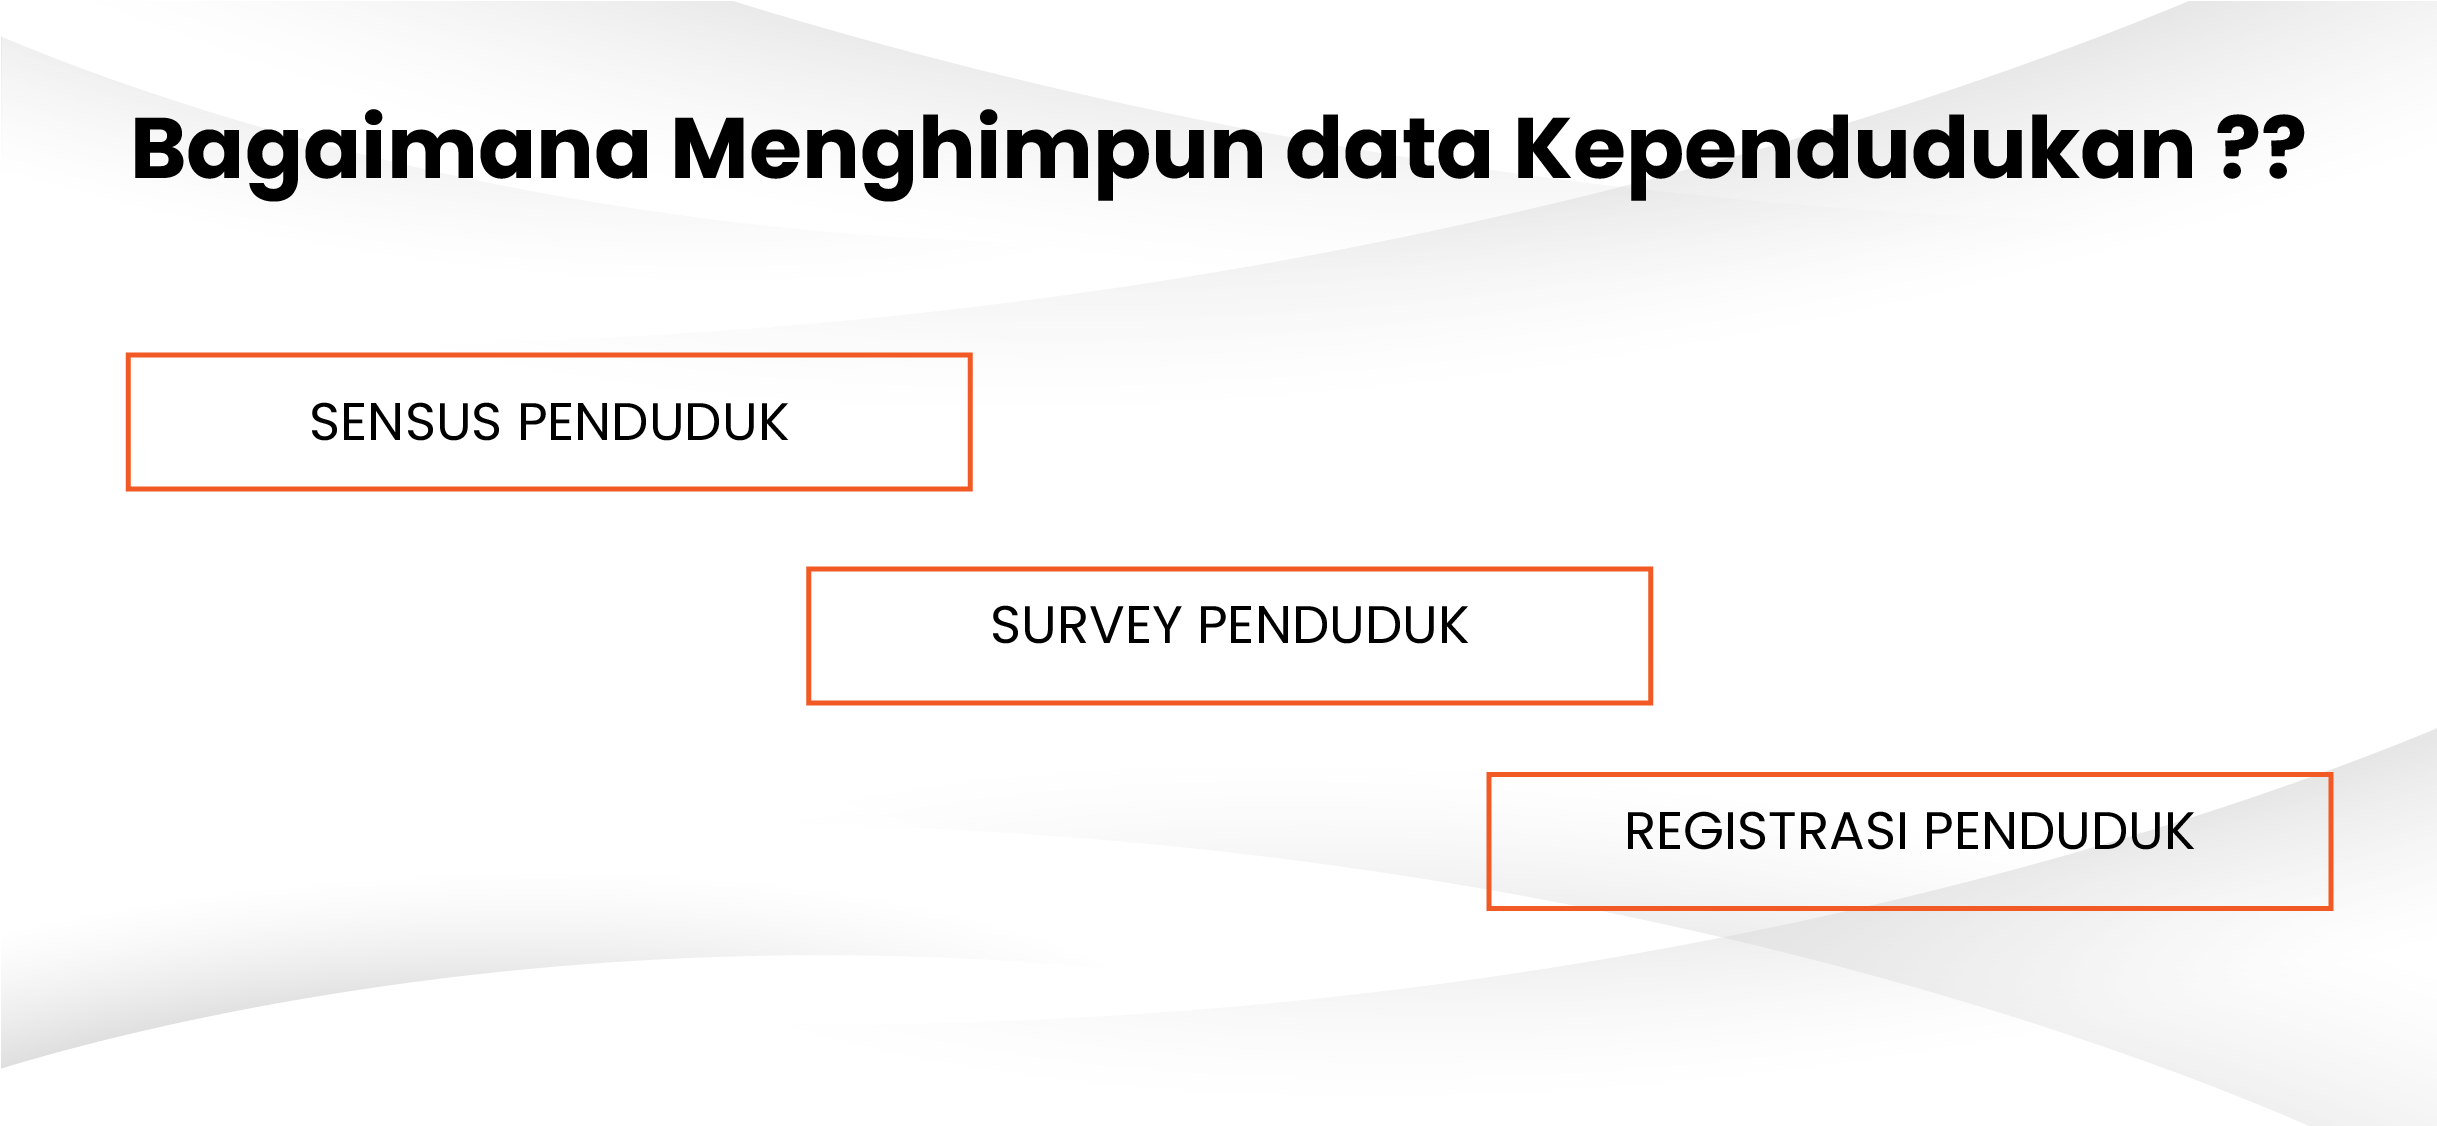 Bagaimana Menghimpun data Kependudukan ??
SENSUS PENDUDUK
SURVEY PENDUDUK
REGISTRASI PENDUDUK